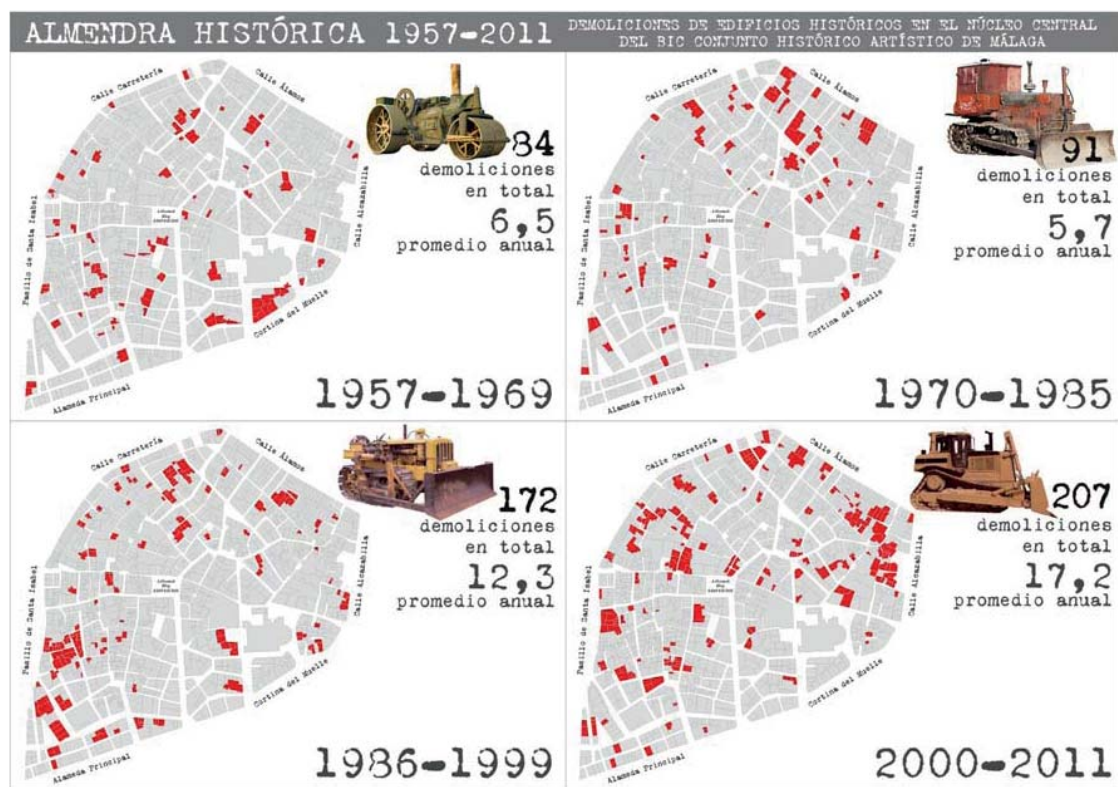 ALMENDRA HISTÓRICA 1957-2011
DEMOLICIONES DE EDIFICIOS HISTÓRICOS EN EL NÚCLEO CENTRAL
DEL BIC CONJUNTO HISTÓRICO ARTÍSTICO DE MÁLAGA
Calle Carretería
Calle Álamos
Calle Alcazabilla
Pasillo de Santa Isabel
Cortina del Muelle
Alameda Principal
84
demoliciones
en total
6,5
promedio anual
1957-1969
Calle Carretería
Calle Álamos
Calle Alcazabilla
Pasillo de Santa Isabel
Cortina del Muelle
Alameda Principal
91
demoliciones
en total
5,7
promedio anual
1970-1985
Calle Carretería
Calle Álamos
Calle Alcazabilla
Pasillo de Santa Isabel
Cortina del Muelle
Alameda Principal
172
demoliciones
en total
12,3
promedio anual
1986-1999
Calle Carretería
Calle Álamos
Calle Alcazabilla
Pasillo de Santa Isabel
Cortina del Muelle
Alameda Principal
207
demoliciones
en total
17,2
promedio anual
2000-2011